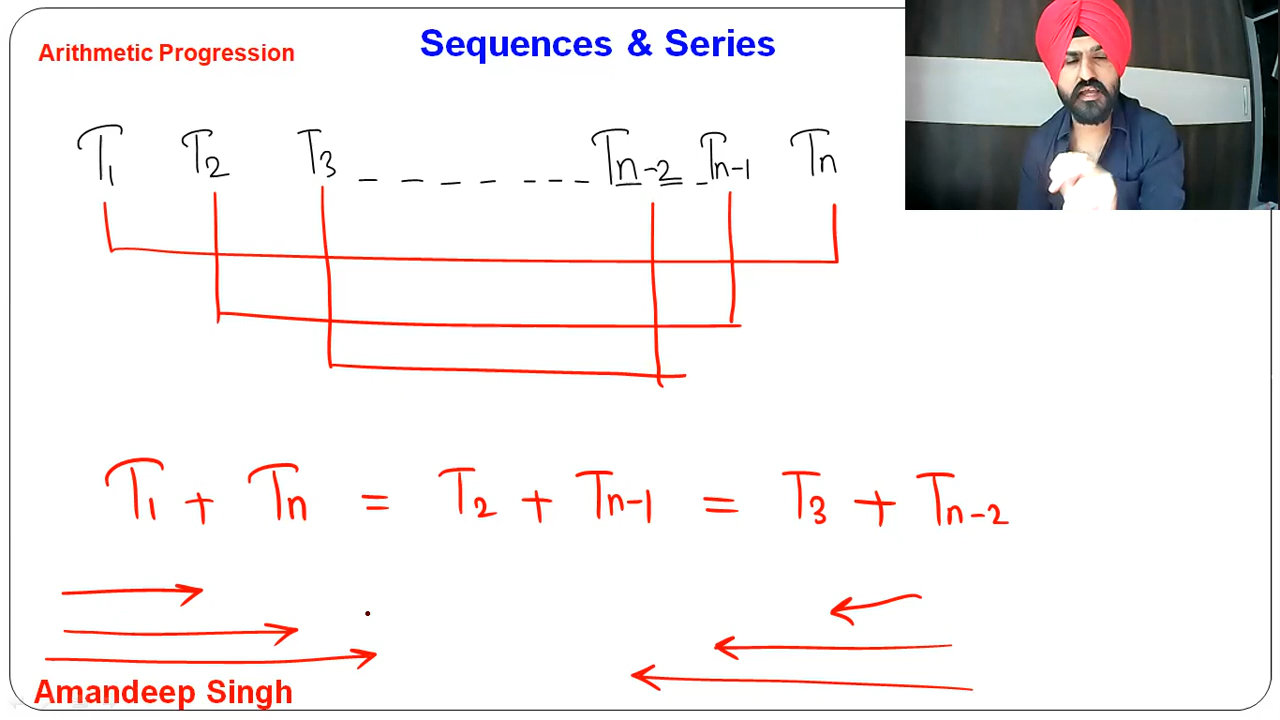 Sequences & Series
Arithmetic Progression
T1 T2 T3 _ _ _ _ _ _ _ Tn-2 _ Tn-1 Tn
T1 + Tn = T2 + Tn-1 = T3 + Tn-2
Amandeep Singh